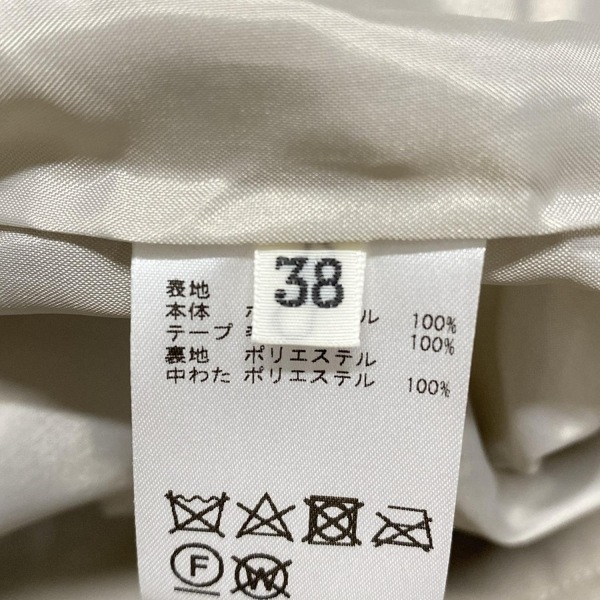 38
表地
本体 ル 100%
テープ 100%
裏地 ポリエステル
中わた ポリエステル 100%
F W